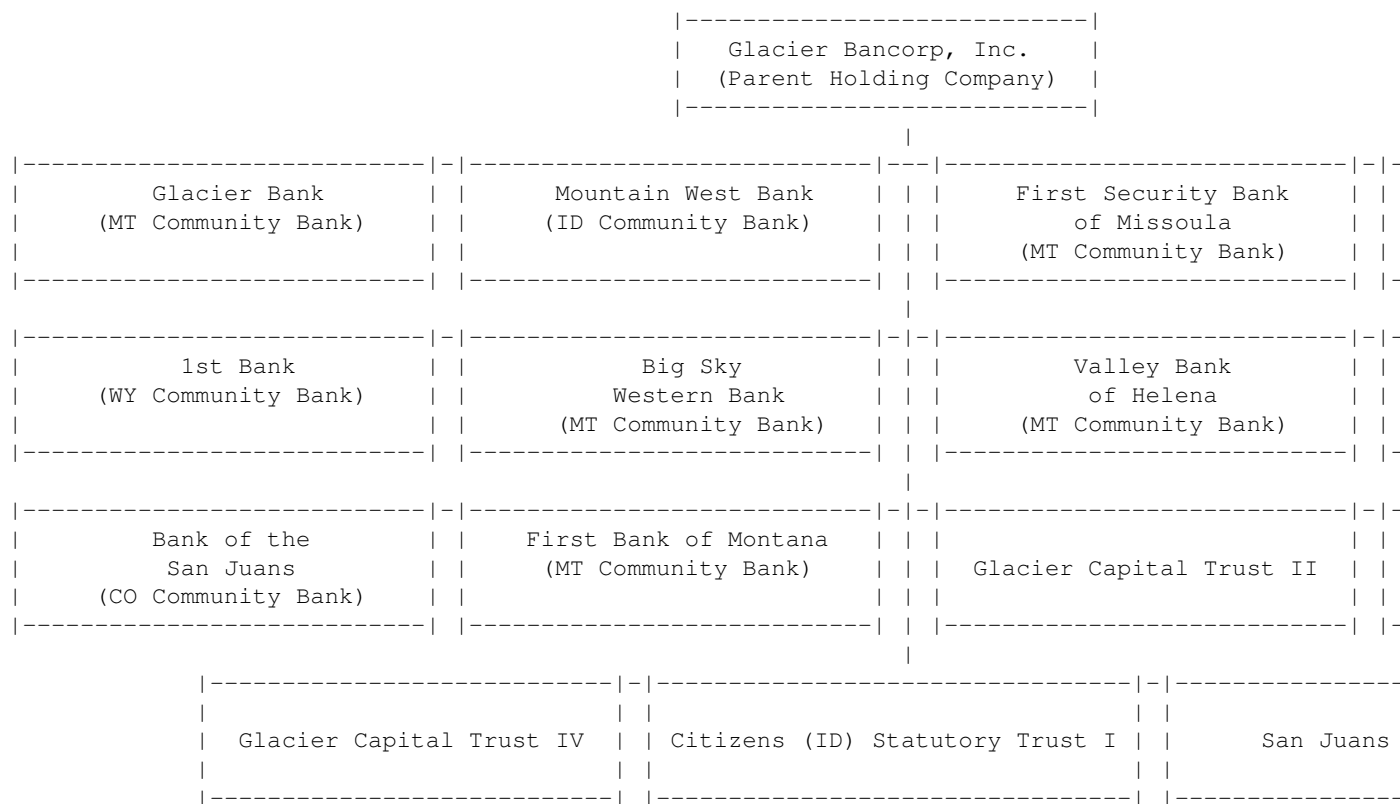 Glacier Bancorp, Inc.
(Parent Holding Company)
Glacier Bank
(MT Community Bank)
Mountain West Bank
(ID Community Bank)
First Security Bank
of Missoula
(MT Community Bank)
1st Bank
(WY Community Bank)
Big Sky
Western Bank
(MT Community Bank)
Valley Bank
of Helena
(MT Community Bank)
Bank of the
San Juans
(CO Community Bank)
First Bank of Montana
(MT Community Bank)
Glacier Capital Trust II
Glacier Capital Trust IV
Citizens (ID) Statutory Trust I
San Juans